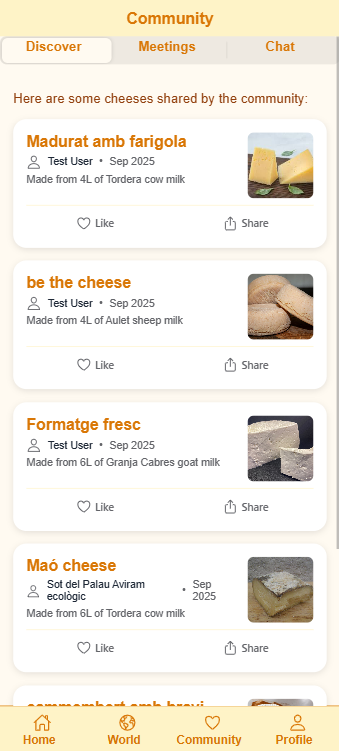 Community
Discover Meetings Chat
Here are some cheeses shared by the community:
Madurat amb farigola
Test User • Sep 2025
Made from 4L of Tordera cow milk
Like Share
be the cheese
Test User • Sep 2025
Made from 4L of Aulet sheep milk
Like Share
Formatge fresc
Test User • Sep 2025
Made from 6L of Granja Cabres goat milk
Like Share
Maó cheese
Sot del Palau Aviram
ecològic
• Sep
2025
Made from 6L of Tordera cow milk
Like Share
cammembert amb bravi
Home World Community Profile